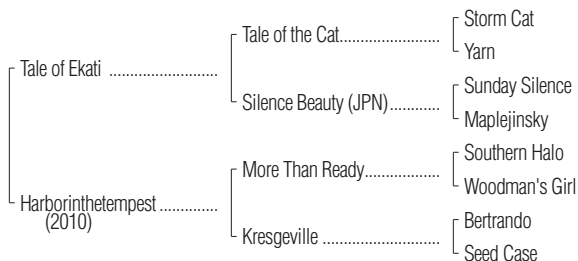 Storm Cat
Tale of the Cat........................
Yarn
Tale of Ekati ..........................
Sunday Silence
Silence Beauty (JPN)............
Maplejinsky
Southern Halo
More Than Ready..................
Woodman's Girl
Harborinthetempest ..............
(2010)
Bertrando
Kresgeville ............................
Seed Case